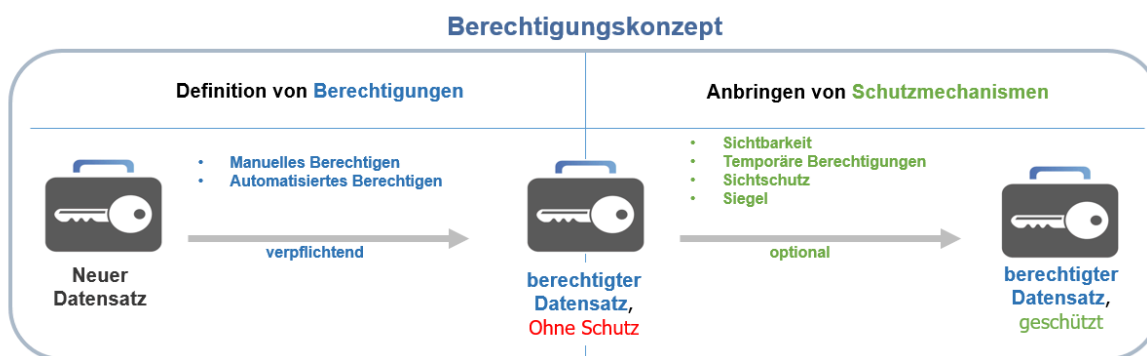 Berechtigungskonzept
Definition von Berechtigungen
Anbringen von Schutzmechanismen
• Manuelles Berechtigen
• Automatisiertes Berechtigen
• Sichtbarkeit
• Temporäre Berechtigungen
• Sichtschutz
• Siegel
verpflichtend
optional
Neuer
Datensatz
berechtigter
Datensatz,
Ohne Schutz
berechtigter
Datensatz,
geschützt